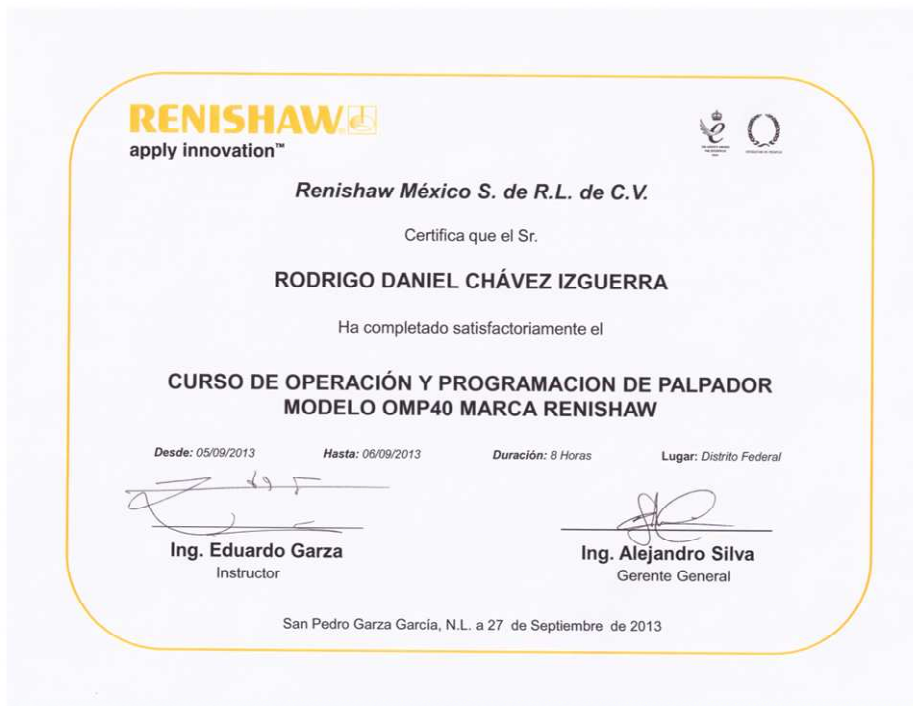 RENISHAW
apply innovation™
Renishaw México S. de R.L. de C.V.
Certifica que el Sr.
RODRIGO DANIEL CHÁVEZ IZGUERRA
Ha completado satisfactoriamente el
CURSO DE OPERACIÓN Y PROGRAMACION DE PALPADOR
MODELO OMP40 MARCA RENISHAW
Desde: 05/09/2013 Hasta: 06/09/2013 Duración: 8 Horas Lugar: Distrito Federal
Ing. Eduardo Garza
Instructor
Ing. Alejandro Silva
Gerente General
San Pedro Garza García, N.L. a 27 de Septiembre de 2013